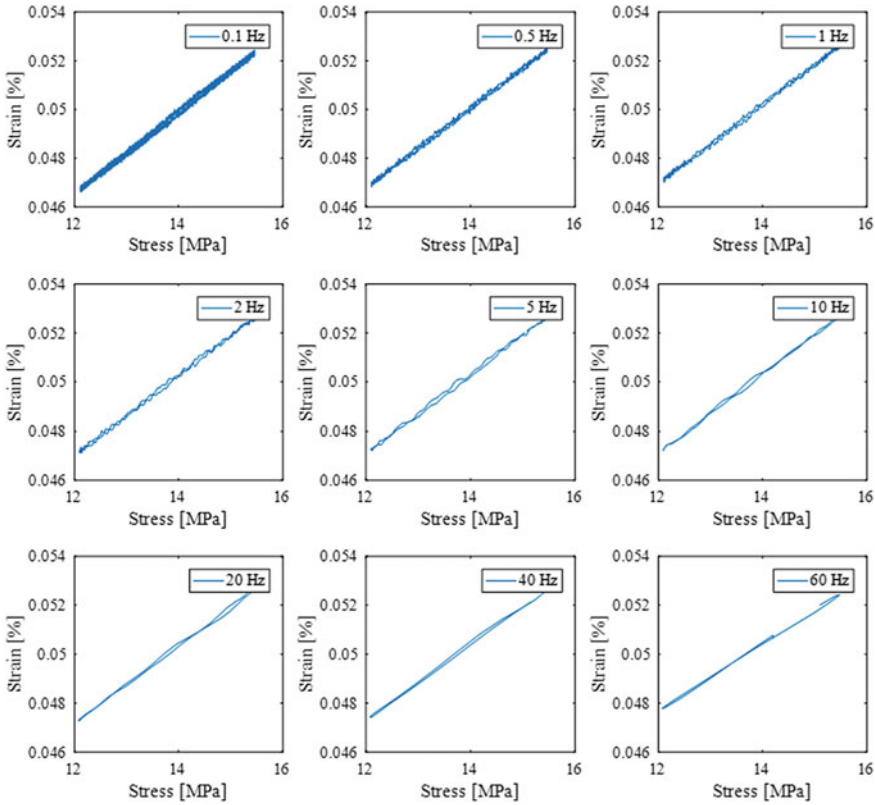 0.054
0.052
0.05
0.048
0.046
Strain [%]
0.1 Hz
12 14 16
Stress [MPa]
0.054
0.052
0.05
0.048
0.046
Strain [%]
0.5 Hz
12 14 16
Stress [MPa]
0.054
0.052
0.05
0.048
0.046
Strain [%]
1 Hz
12 14 16
Stress [MPa]
0.054
0.052
0.05
0.048
0.046
Strain [%]
2 Hz
12 14 16
Stress [MPa]
0.054
0.052
0.05
0.048
0.046
Strain [%]
5 Hz
12 14 16
Stress [MPa]
0.054
0.052
0.05
0.048
0.046
Strain [%]
10 Hz
12 14 16
Stress [MPa]
0.054
0.052
0.05
0.048
0.046
Strain [%]
20 Hz
12 14 16
Stress [MPa]
0.054
0.052
0.05
0.048
0.046
Strain [%]
40 Hz
12 14 16
Stress [MPa]
0.054
0.052
0.05
0.048
0.046
Strain [%]
60 Hz
12 14 16
Stress [MPa]